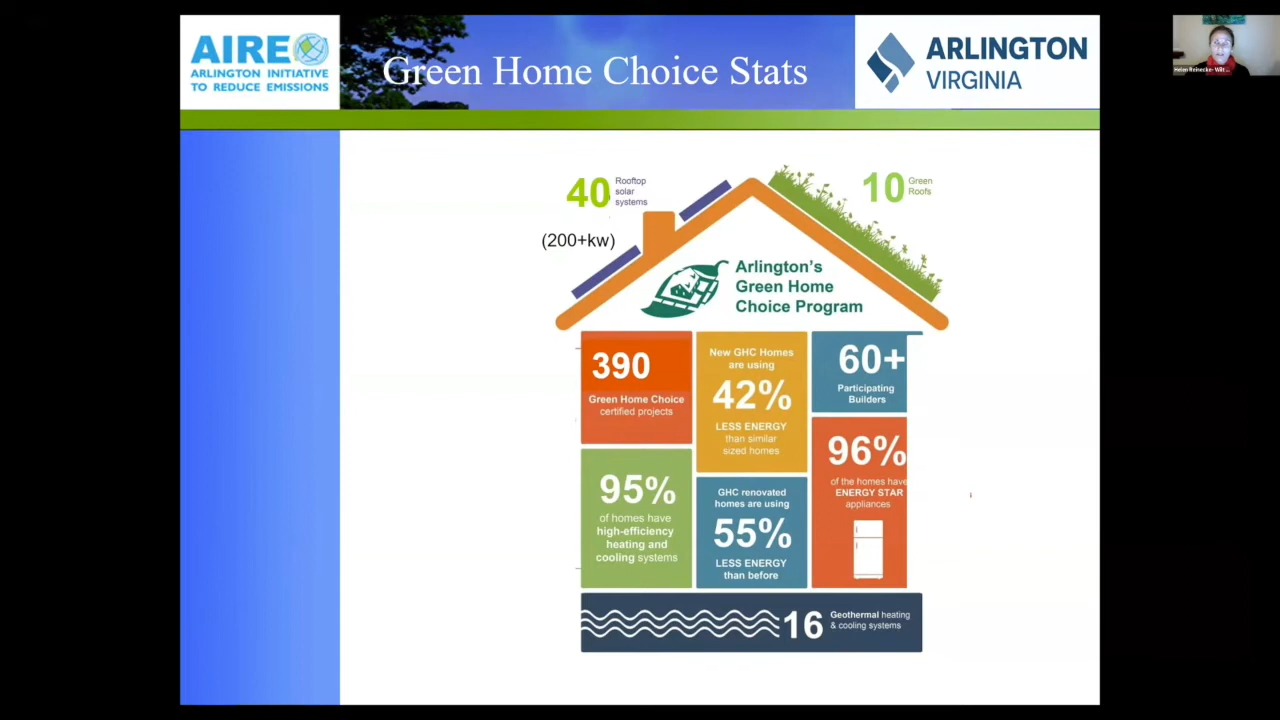 AIRE
ARLINGTON INITIATIVE
TO REDUCE EMISSIONS
Green Home Choice Stats
ARLINGTON
VIRGINIA
40
Rooftop
solar
systems
(200+kw)
10
Green
Roofs
Arlington's
Green Home
Choice Program
390
Green Home Choice
certified projects
95%
of homes have
high-efficiency
heating and
cooling systems
New GHC Homes
are using
42%
LESS ENERGY
than similar
sized homes
GHC renovated
homes are using
55%
LESS ENERGY
than before
60+
Participating
Builders
96%
of the homes have
ENERGY STAR
appliances
16
Geothermal heating
& cooling systems